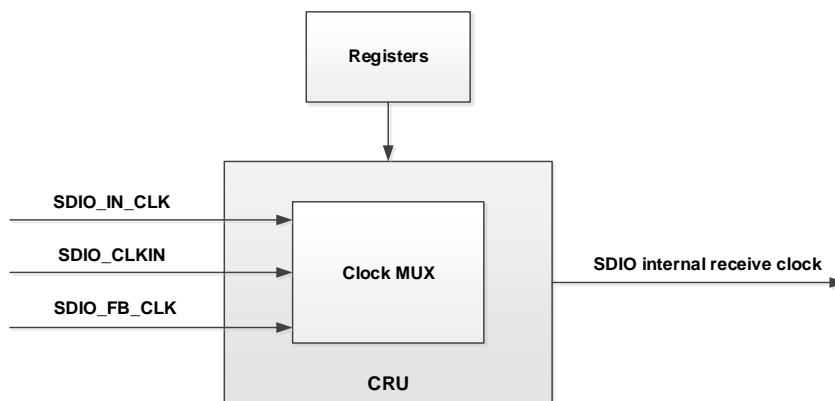 Registers
SDIO_IN_CLK
SDIO_CLKIN
SDIO_FB_CLK
Clock MUX
SDIO internal receive clock
CRU